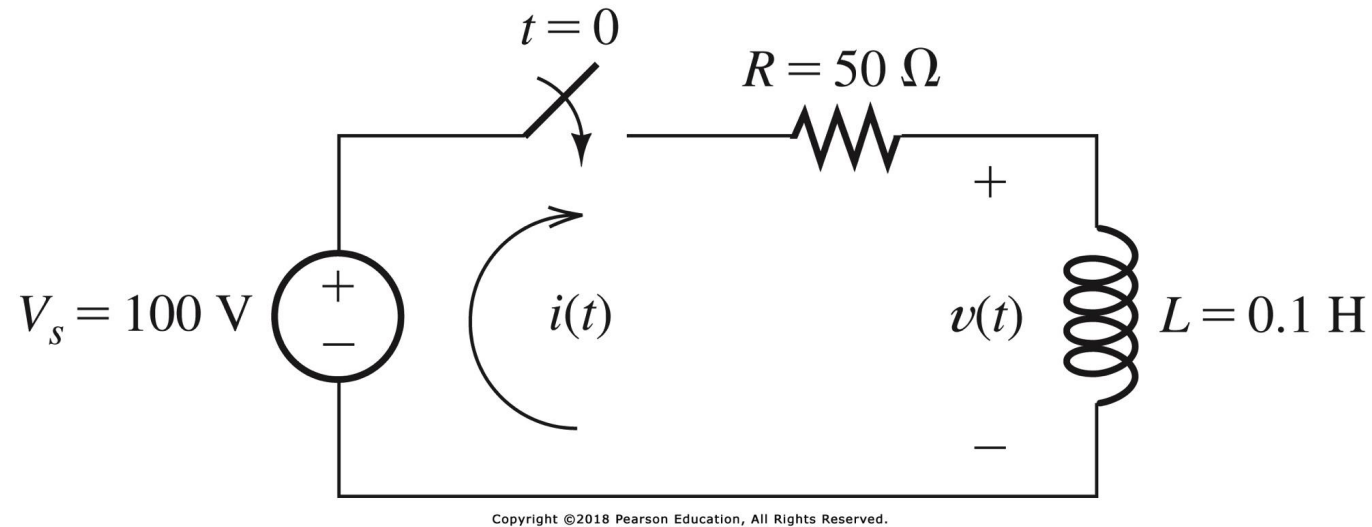 t = 0
R = 50 Ω
+
+
−
V_s = 100 V
i(t)
v(t)
L = 0.1 H
−
Copyright ©2018 Pearson Education, All Rights Reserved.